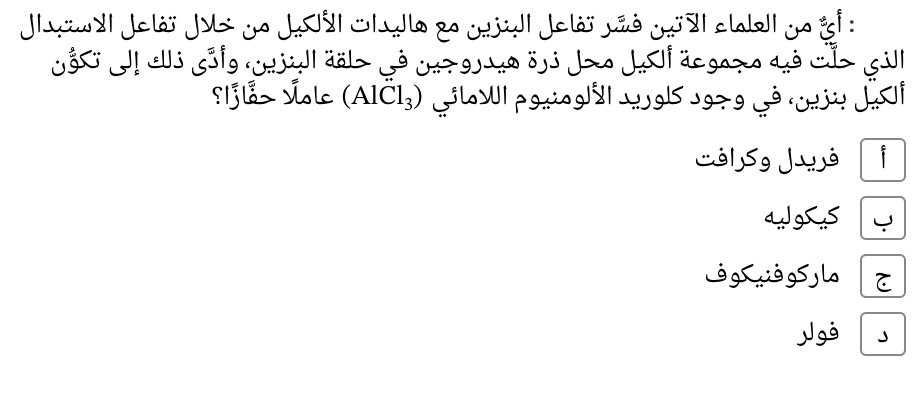 : أيٌّ من العلماء الآتين فسَّر تفاعل البنزين مع هاليدات الألكيل من خلال تفاعل الاستبدال
الذي حلَّت فيه مجموعة ألكيل محل ذرة هيدروجين في حلقة البنزين، وأدَّى ذلك إلى تكوُّن
ألكيل بنزين، في وجود كلوريد الألومنيوم اللامائي (AlCl₃) عاملًا حفَّازًا؟
أ فريدل وكرافت
ب كيكوليه
ج ماركوفنيكوف
د فولر